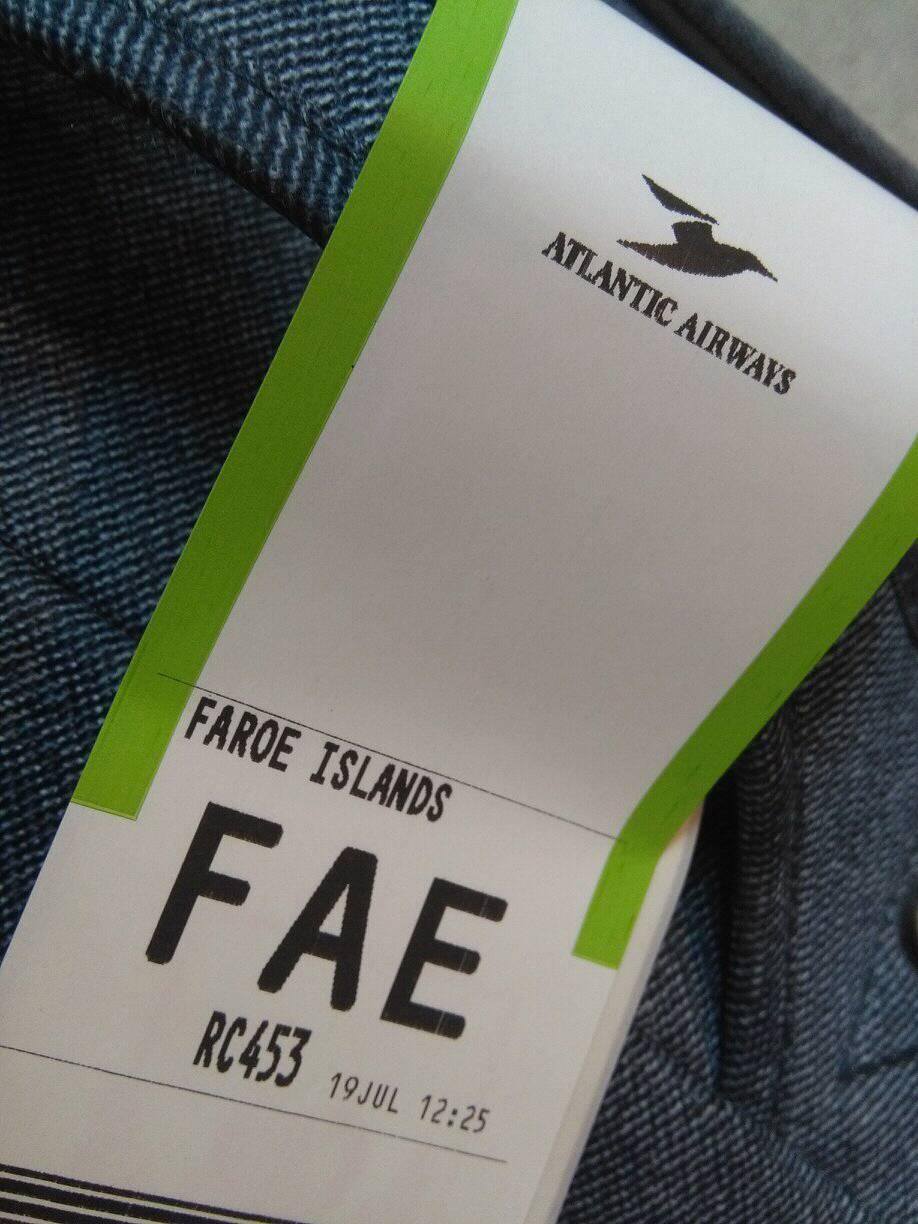 ATLANTIC AIRWAYS
FAROE ISLANDS
FAE
RC453 19JUL 12:25